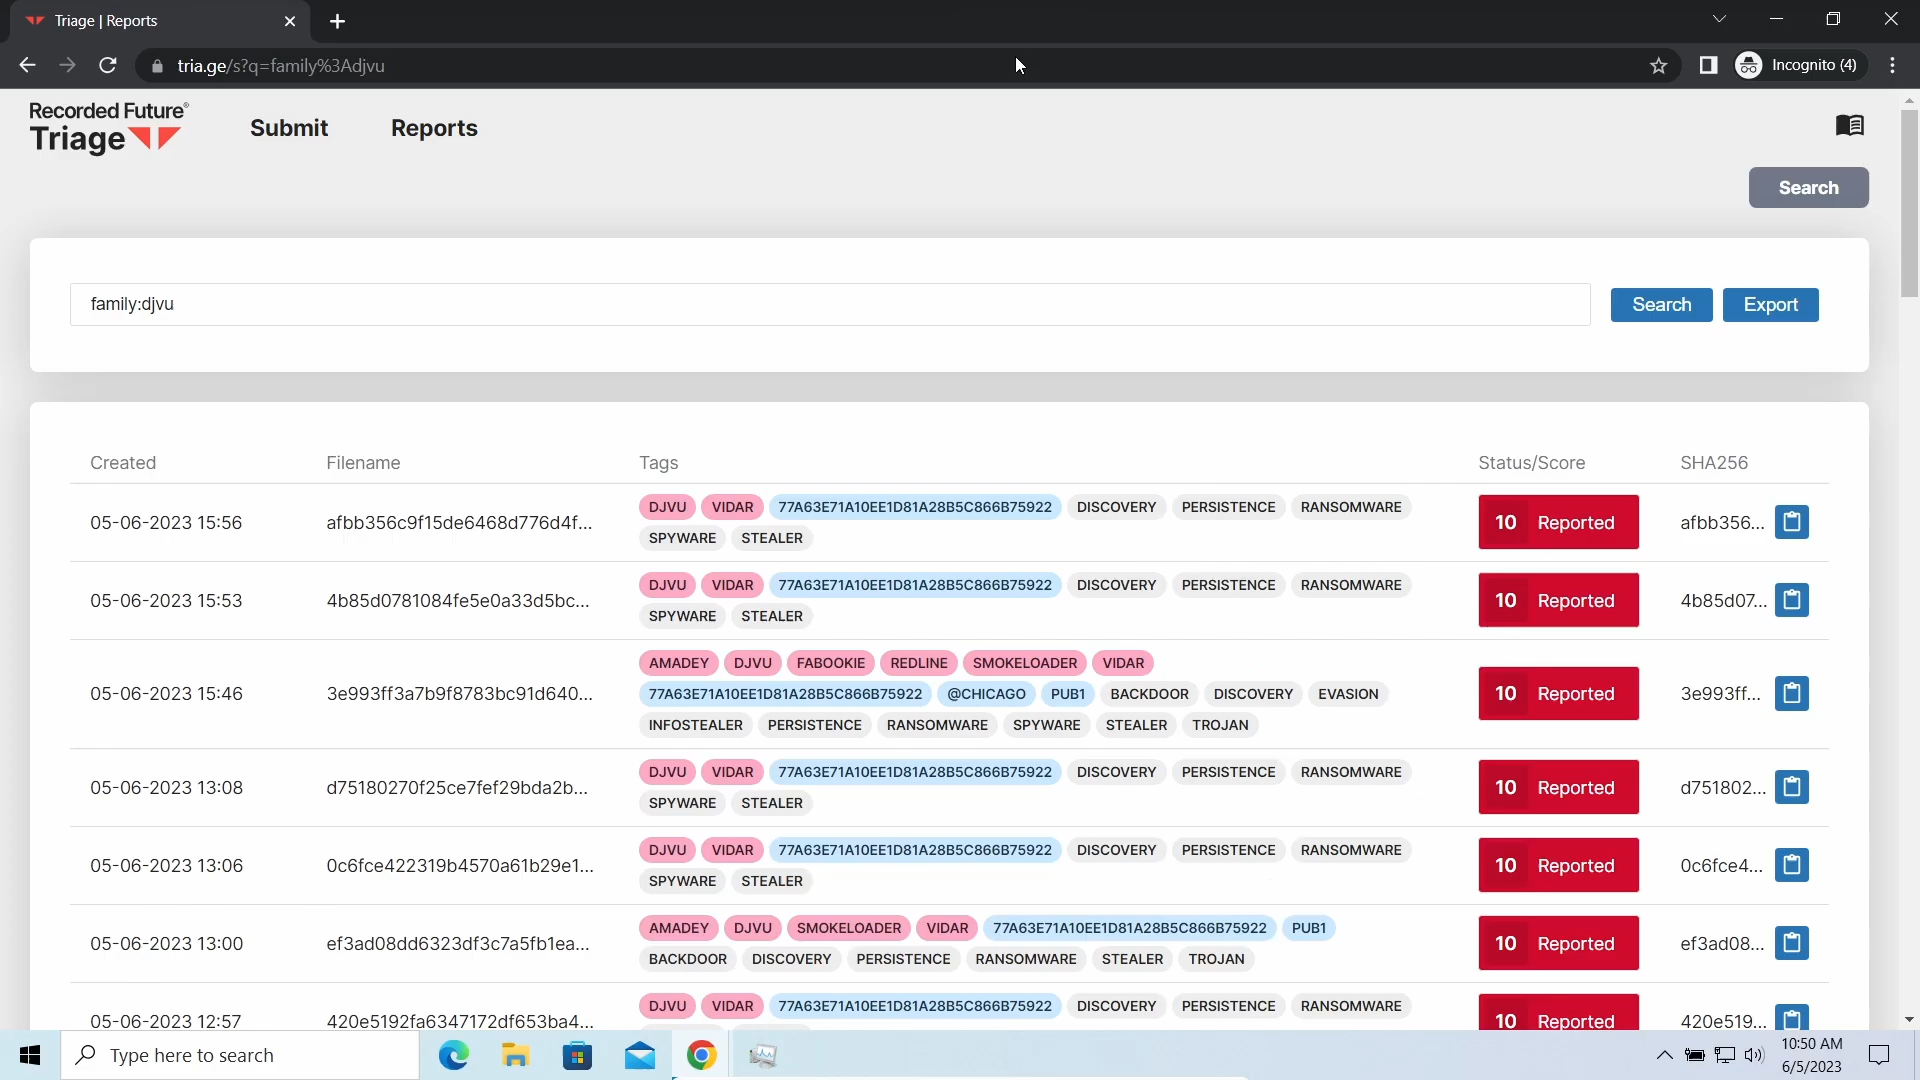 Triage | Reports
tria.ge/s?q=family%3Adjvu
Incognito (4)
Recorded Future®
Triage
Submit
Reports
Search
family:djvu
Search
Export
Created Filename Tags Status/Score SHA256
DJVU VIDAR 77A63E71A10EE1D81A28B5C866B75922 DISCOVERY PERSISTENCE RANSOMWARE
05-06-2023 15:56 afbb356c9f15de6468d776d4f... 10 Reported afbb356...
SPYWARE STEALER
DJVU VIDAR 77A63E71A10EE1D81A28B5C866B75922 DISCOVERY PERSISTENCE RANSOMWARE
05-06-2023 15:53 4b85d0781084fe5e0a33d5bc... 10 Reported 4b85d07...
SPYWARE STEALER
AMADEY DJVU FABOOKIE REDLINE SMOKELOADER VIDAR
05-06-2023 15:46 3e993ff3a7b9f8783bc91d640... 77A63E71A10EE1D81A28B5C866B75922 @CHICAGO PUB1 BACKDOOR DISCOVERY EVASION 10 Reported 3e993ff...
INFOSTEALER PERSISTENCE RANSOMWARE SPYWARE STEALER TROJAN
DJVU VIDAR 77A63E71A10EE1D81A28B5C866B75922 DISCOVERY PERSISTENCE RANSOMWARE
05-06-2023 13:08 d75180270f25ce7fef29bda2b... 10 Reported d751802...
SPYWARE STEALER
DJVU VIDAR 77A63E71A10EE1D81A28B5C866B75922 DISCOVERY PERSISTENCE RANSOMWARE
05-06-2023 13:06 0c6fce422319b4570a61b29e1... 10 Reported 0c6fce4...
SPYWARE STEALER
AMADEY DJVU SMOKELOADER VIDAR 77A63E71A10EE1D81A28B5C866B75922 PUB1
05-06-2023 13:00 ef3ad08dd6323df3c7a5fb1ea... 10 Reported ef3ad08...
BACKDOOR DISCOVERY PERSISTENCE RANSOMWARE STEALER TROJAN
DJVU VIDAR 77A63E71A10EE1D81A28B5C866B75922 DISCOVERY PERSISTENCE RANSOMWARE
05-06-2023 12:57 420e5192fa6347172df653ba4... 10 Reported 420e519...
Type here to search
10:50 AM
6/5/2023